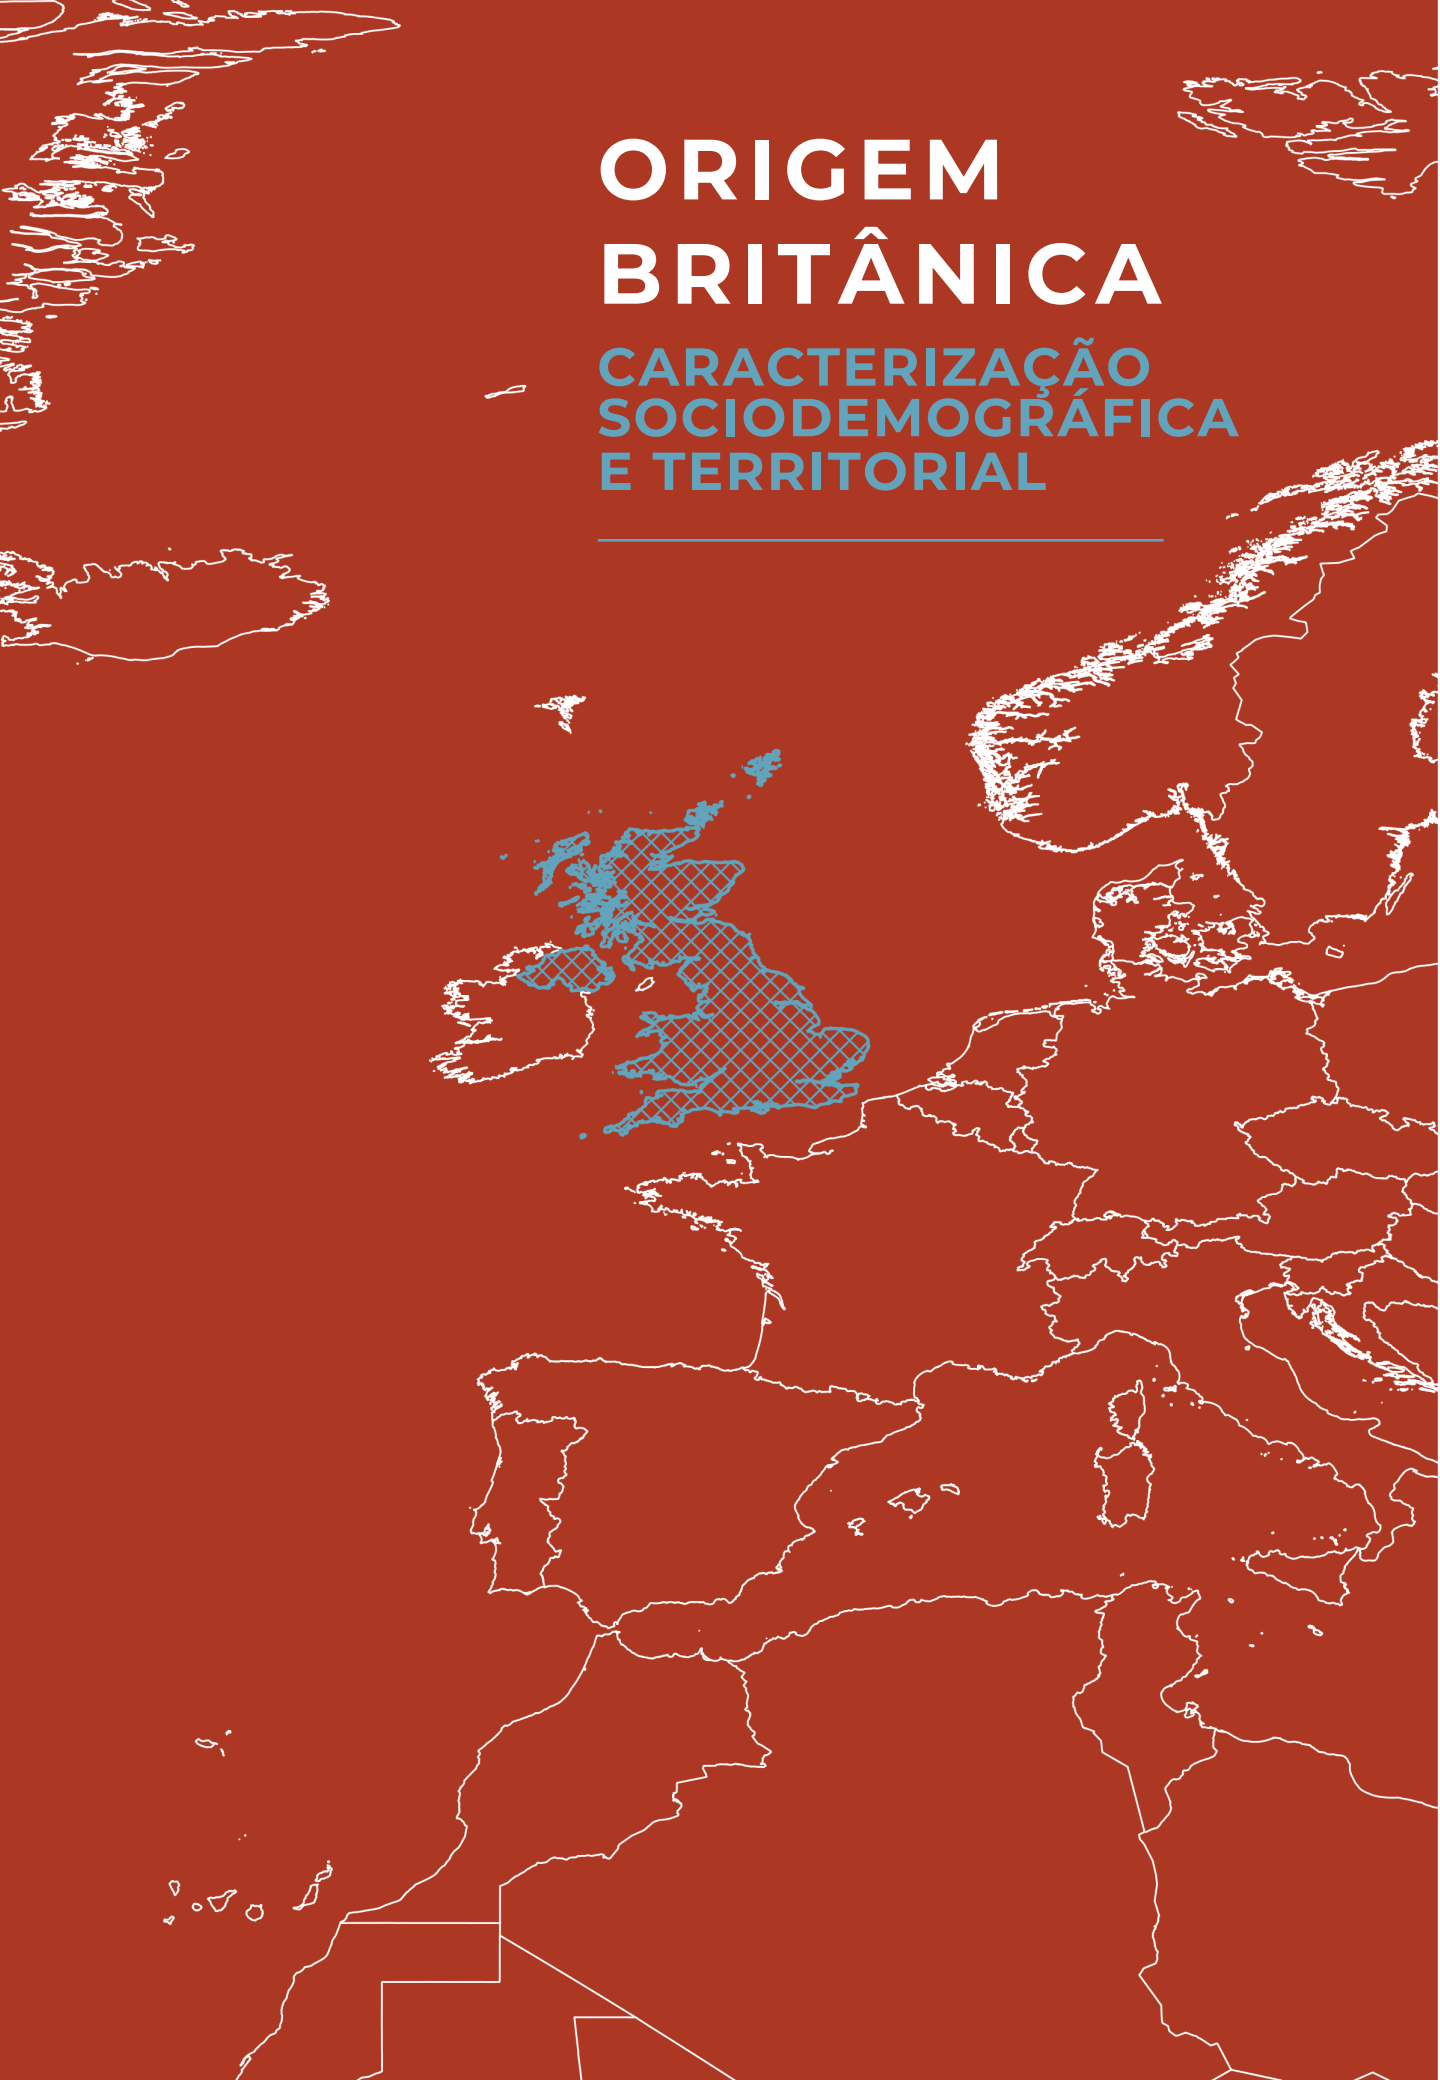 ORIGEM
BRITÂNICA
CARACTERIZAÇÃO
SOCIODEMOGRÁFICA
E TERRITORIAL